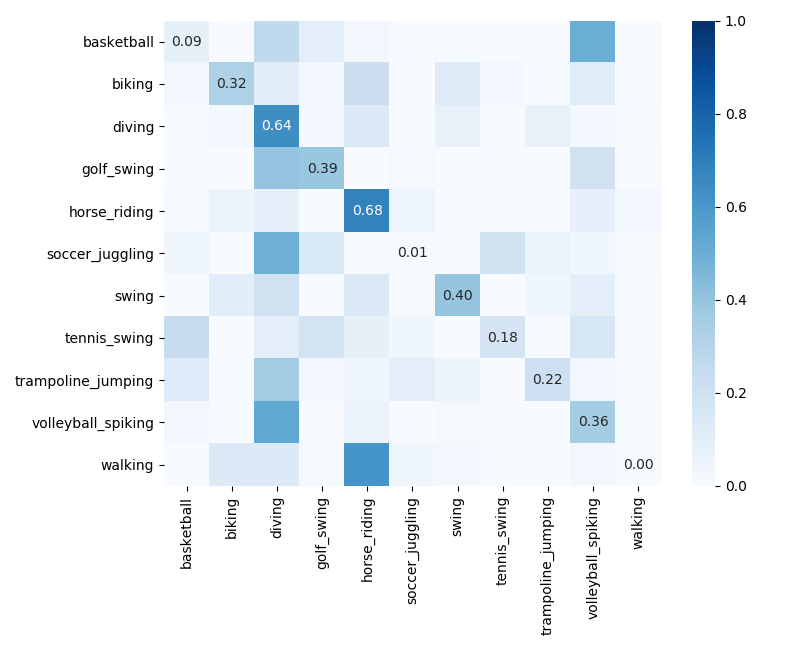 basketball 0.09
biking 0.32
diving 0.64
golf_swing 0.39
horse_riding 0.68
soccer_juggling 0.01
swing 0.40
tennis_swing 0.18
trampoline_jumping 0.22
volleyball_spiking 0.36
walking 0.00
basketball
biking
diving
golf_swing
horse_riding
soccer_juggling
swing
tennis_swing
trampoline_jumping
volleyball_spiking
walking
1.0
0.8
0.6
0.4
0.2
0.0